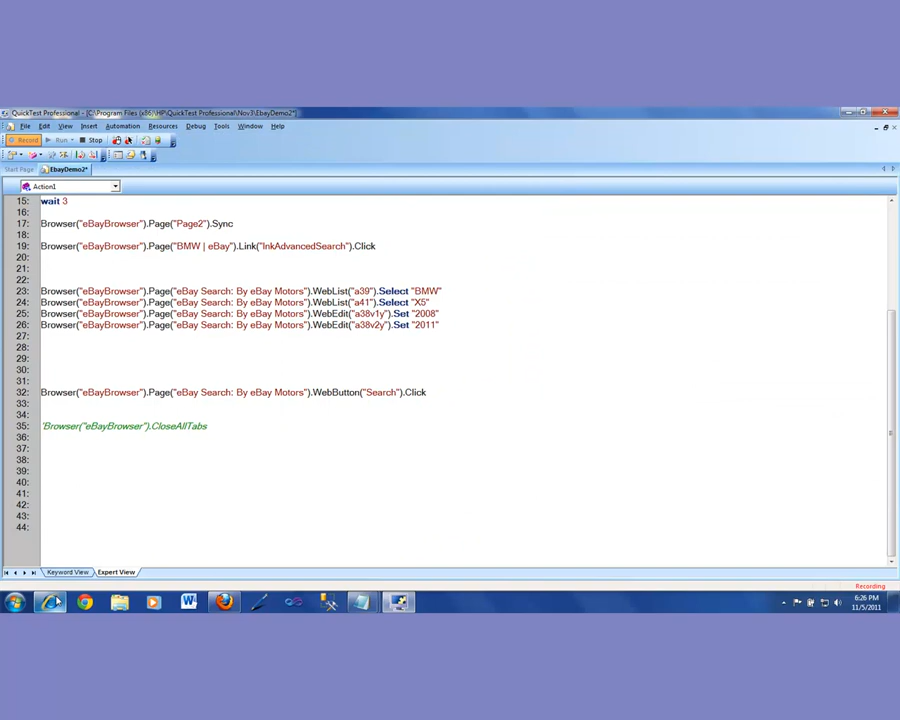 QuickTest Professional - [C:\Program Files (x86)\HP\QuickTest Professional\Nov3\EbayDemo2*]
File Edit View Insert Automation Resources Debug Tools Window Help
Record Run Stop
Start Page EbayDemo2*
Action1
15: wait 3
16:
17: Browser("eBayBrowser").Page("Page2").Sync
18:
19: Browser("eBayBrowser").Page("BMW | eBay").Link("lnkAdvancedSearch").Click
20:
21:
22:
23: Browser("eBayBrowser").Page("eBay Search: By eBay Motors").WebList("a39").Select "BMW"
24: Browser("eBayBrowser").Page("eBay Search: By eBay Motors").WebList("a41").Select "X5"
25: Browser("eBayBrowser").Page("eBay Search: By eBay Motors").WebEdit("a38v1y").Set "2008"
26: Browser("eBayBrowser").Page("eBay Search: By eBay Motors").WebEdit("a38v2y").Set "2011"
27:
28:
29:
30:
31:
32: Browser("eBayBrowser").Page("eBay Search: By eBay Motors").WebButton("Search").Click
33:
34:
35: 'Browser("eBayBrowser").CloseAllTabs
36:
37:
38:
39:
40:
41:
42:
43:
44:
Keyword View Expert View
Recording
6:26 PM
11/5/2011